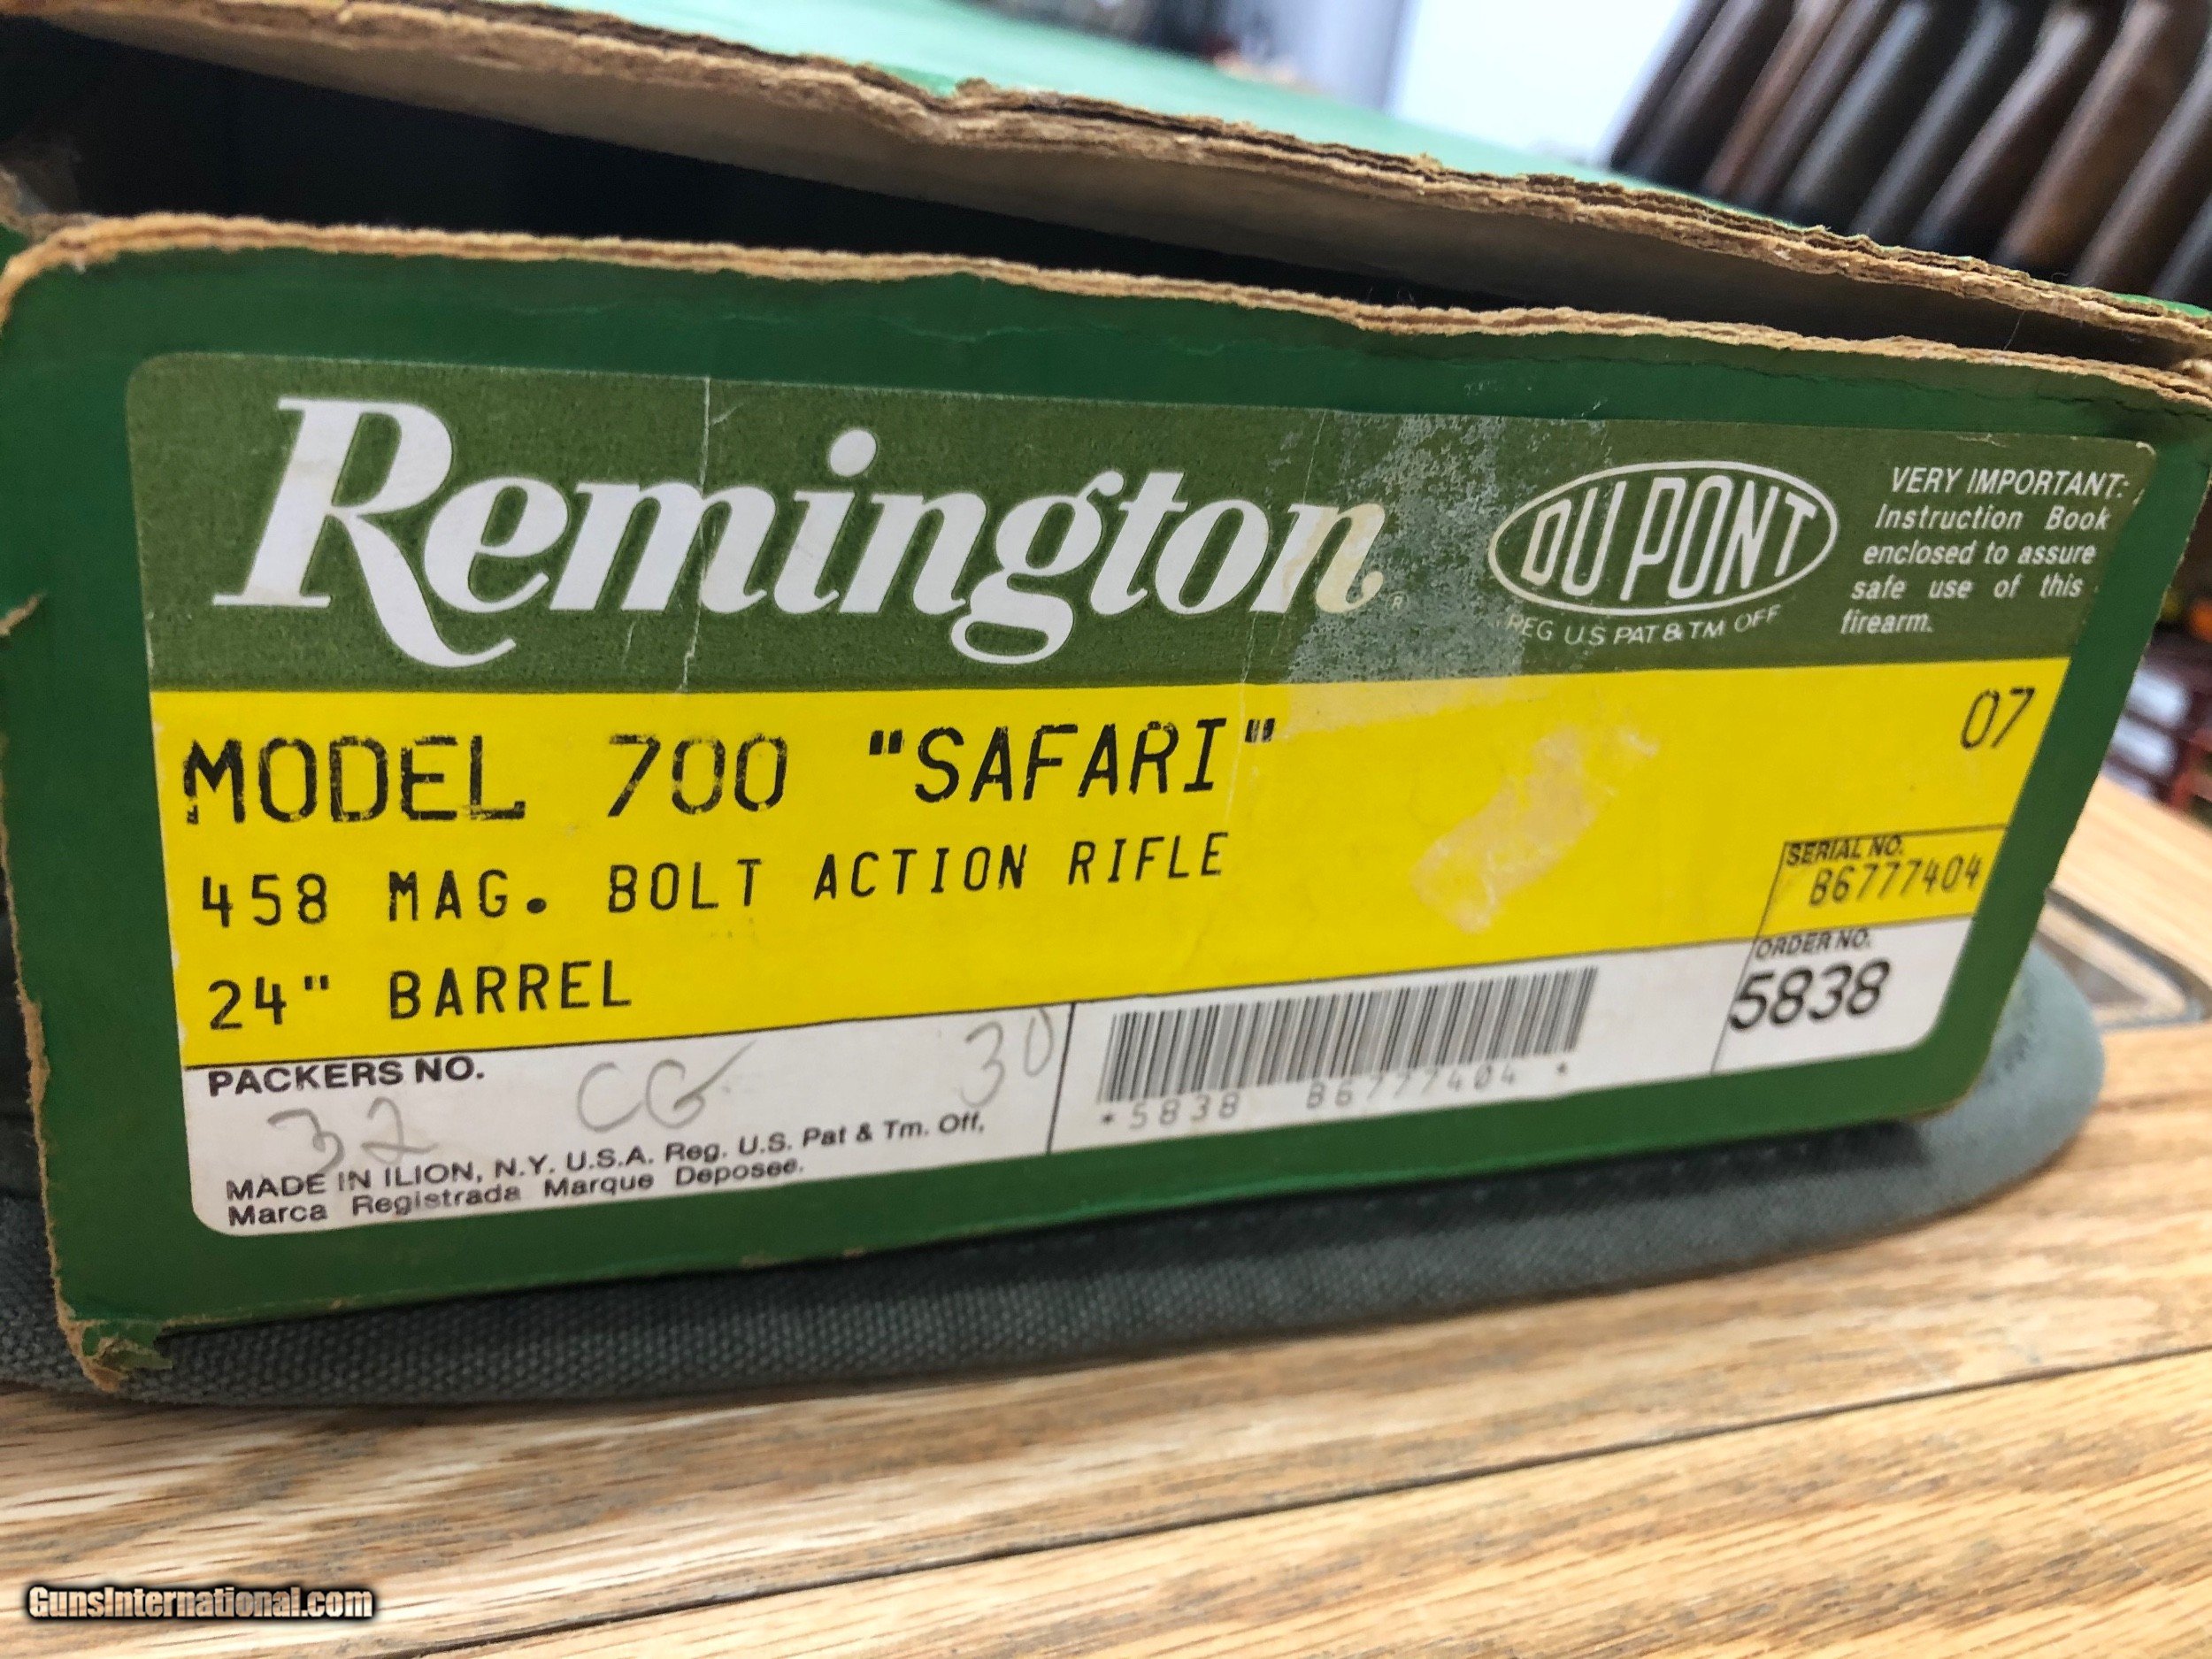 Remington®
DU PONT
REG U.S PAT & TM OFF
VERY IMPORTANT:
Instruction Book
enclosed to assure
safe use of this
firearm.
MODEL 700 "SAFARI"
07
458 MAG. BOLT ACTION RIFLE
24" BARREL
SERIAL NO.
B6777404
ORDER NO.
5838
PACKERS NO.
32 CG 30
*5838 B6777404 *
MADE IN ILION, N.Y. U.S.A. Reg. U.S. Pat & Tm. Off,
Marca Registrada Marque Deposee.
GunsInternational.com